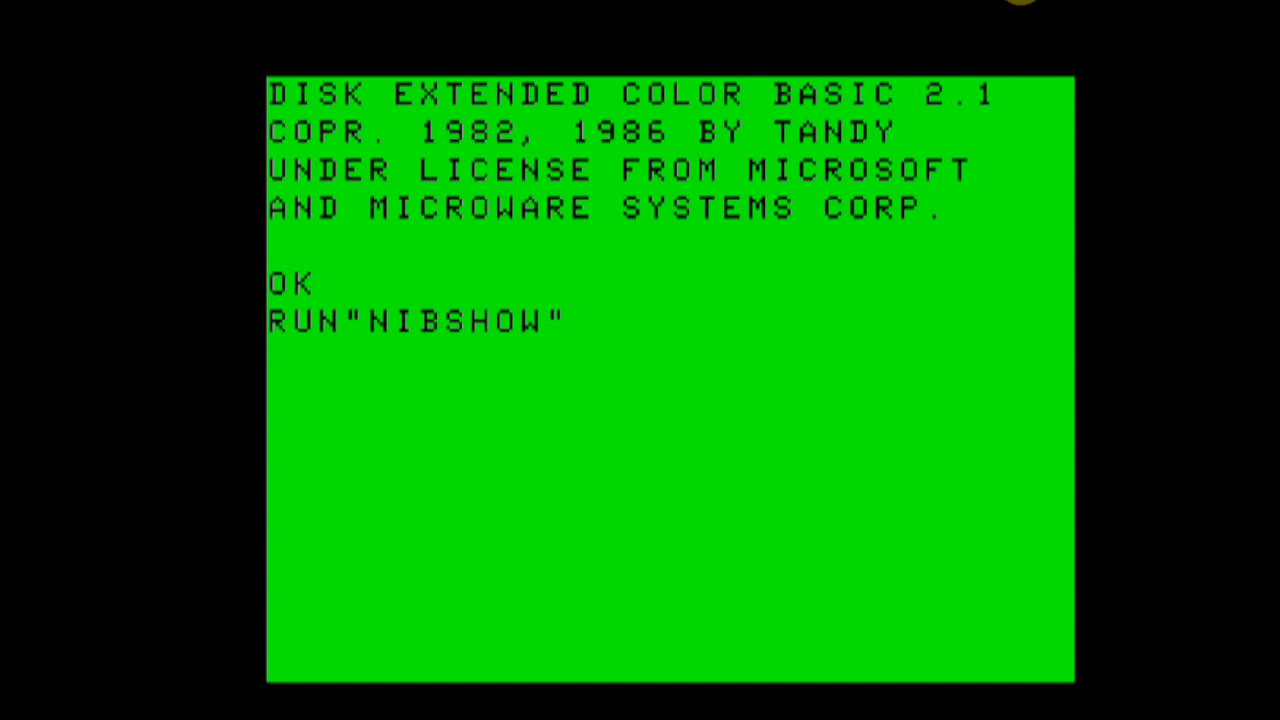 DISK EXTENDED COLOR BASIC 2.1
COPR. 1982, 1986 BY TANDY
UNDER LICENSE FROM MICROSOFT
AND MICROWARE SYSTEMS CORP.
OK
RUN"NIBSHOW"